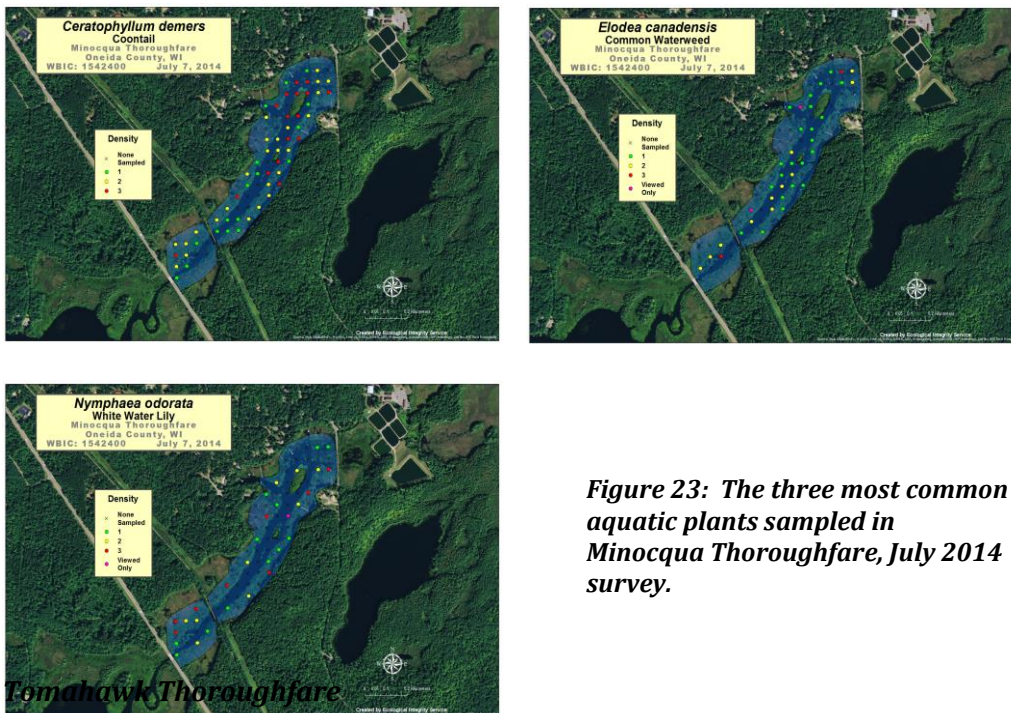 Ceratophyllum demers
Coontail
Minocqua Thoroughfare
Oneida County, WI
WBIC: 1542400 July 7, 2014
Density
None
Sampled
1
2
3
Created by Ecological Integrity Service
Elodea canadensis
Common Waterweed
Minocqua Thoroughfare
Oneida County, WI
WBIC: 1542400 July 7, 2014
Density
None
Sampled
1
2
3
Viewed
Only
Created by Ecological Integrity Service
Nymphaea odorata
White Water Lily
Minocqua Thoroughfare
Oneida County, WI
WBIC: 1542400 July 7, 2014
Density
None
Sampled
1
2
3
Viewed
Only
Created by Ecological Integrity Service
Figure 23: The three most common
aquatic plants sampled in
Minocqua Thoroughfare, July 2014
survey.
Tomahawk Thoroughfare